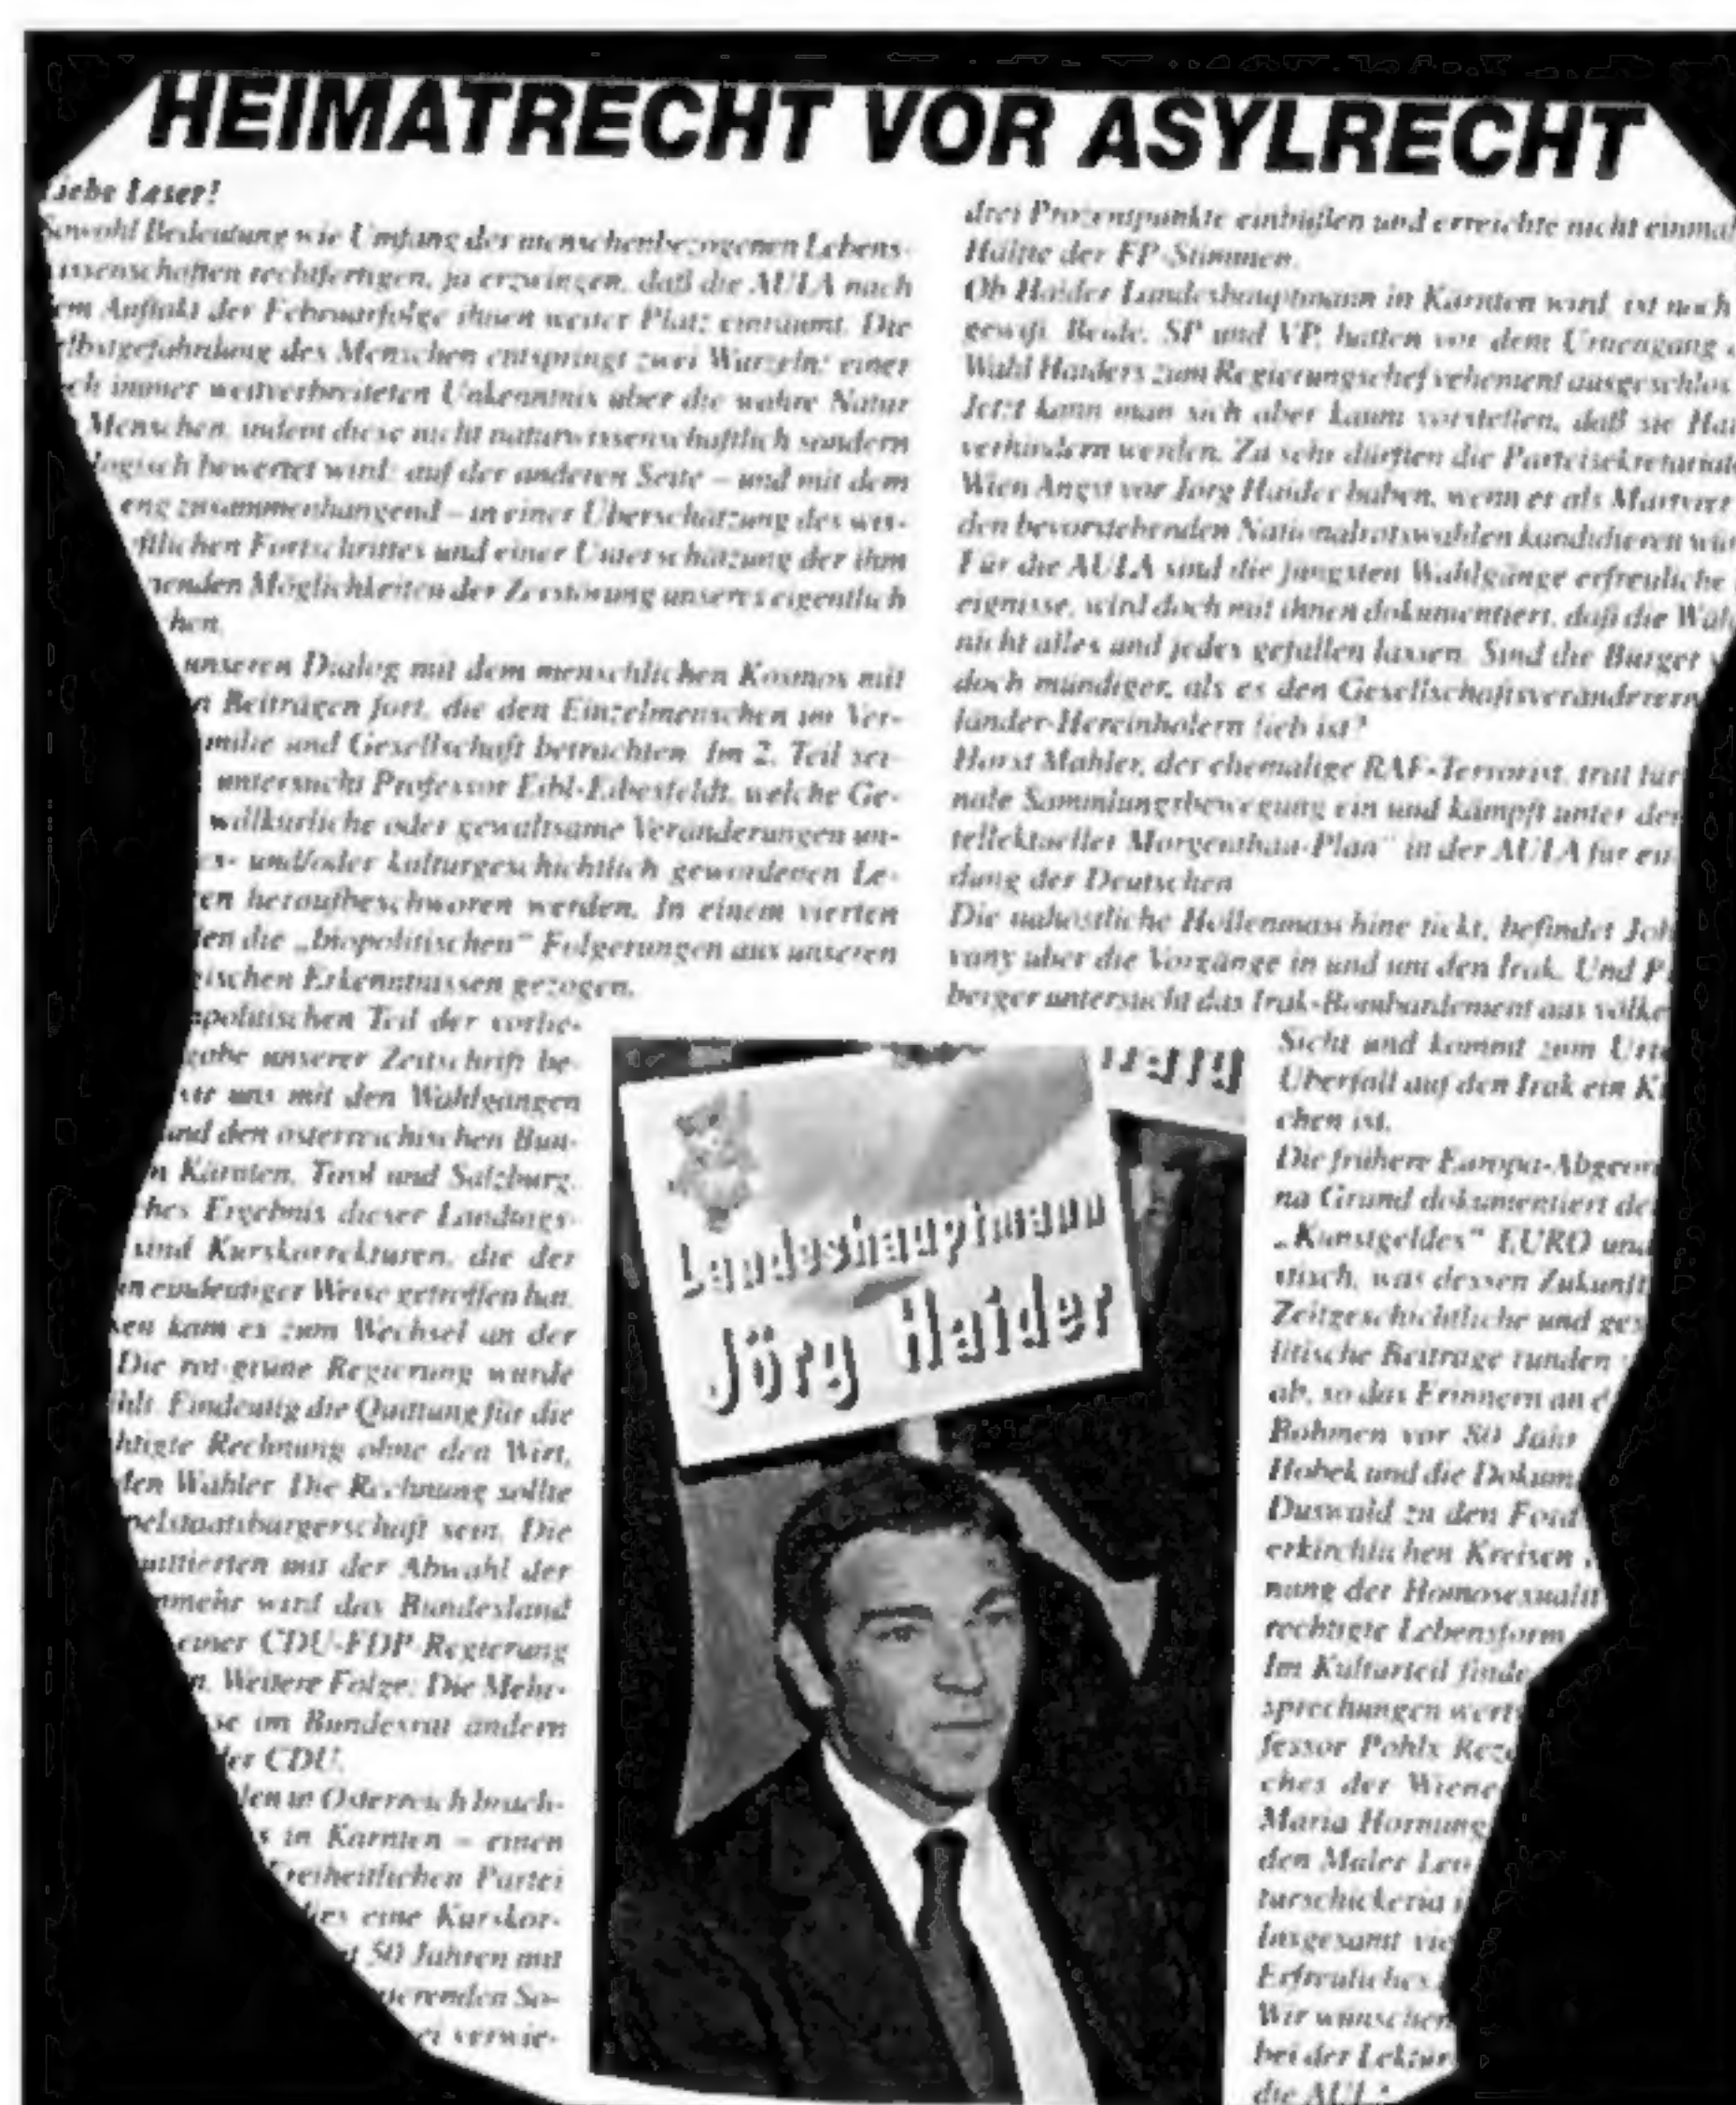 HEIMATRECHT VOR ASYLRECHT
Liebe Leser!
Sowohl Bedeutung wie Umfang der menschenbezogenen Lebens-
issenschaften rechtfertigen, ja erzwingen, daß die AULA nach
em Auftakt der Februarfolge ihnen weiter Platz einräumt. Die
elbstgefährdung des Menschen entspringt zwei Wurzeln: einer
ch immer weitverbreiteten Unkenntnis über die wahre Natur
Menschen, indem diese nicht naturwissenschaftlich sondern
logisch bewertet wird; auf der anderen Seite – und mit dem
eng zusammenhängend – in einer Überschätzung des wis-
ftlichen Fortschrittes und einer Unterschätzung der ihm
nenden Möglichkeiten der Zerstörung unseres eigentlich
hen.
unseren Dialog mit dem menschlichen Kosmos mit
n Beiträgen fort, die den Einzelmenschen im Ver-
milie und Gesellschaft betrachten. Im 2. Teil sei-
untersucht Professor Eibl-Eibesfeldt, welche Ge-
willkürliche oder gewaltsame Veränderungen un-
es- und/oder kulturgeschichtlich gewordenen Le-
en heraufbeschworen werden. In einem vierten
en die „biopolitischen“ Folgerungen aus unseren
gischen Erkenntnissen gezogen.
politischen Teil der vorlie-
gabe unserer Zeitschrift be-
wir uns mit den Wahlgängen
und den österreichischen Bun-
n Kärnten, Tirol und Salzburg.
hes Ergebnis dieser Landtags-
sind Kurskorrekturen, die der
in eindeutiger Weise getroffen hat.
sen kam es zum Wechsel an der
Die rot-grüne Regierung wurde
hlt. Eindeutig die Quittung für die
htigte Rechnung ohne den Wirt,
den Wähler. Die Rechnung sollte
pelstaatsbürgerschaft sein. Die
uittierten mit der Abwahl der
nmehr wird das Bundesland
einer CDU-FDP-Regierung
n. Weitere Folge: Die Mehr-
se im Bundesrat ändern
der CDU.
len in Österreich brach-
s in Kärnten – einen
Freiheitlichen Partei
dies eine Kurskor-
t 50 Jahren mit
ierenden So-
ei verwie-
drei Prozentpunkte einbüßen und erreichte nicht einmal
Hälfte der FP-Stimmen.
Ob Haider Landeshauptmann in Kärnten wird, ist noch
gewiß. Beide, SP und VP, hatten vor dem Urnengang
Wahl Haiders zum Regierungschef vehement ausgeschlos
Jetzt kann man sich aber kaum vorstellen, daß sie Hai
verhindern werden. Zu sehr dürften die Parteisekretariate
Wien Angst vor Jörg Haider haben, wenn er als Märtyrer
den bevorstehenden Nationalratswahlen kandidieren wür
Für die AULA sind die jüngsten Wahlgänge erfreuliche
eignisse, wird doch mit ihnen dokumentiert, daß die Wäh
nicht alles und jedes gefallen lassen. Sind die Bürger v
doch mündiger, als es den Gesellschaftsveränderern
länder-Hereinholern lieb ist?
Horst Mahler, der ehemalige RAF-Terrorist, trat für
nale Sammlungsbewegung ein und kämpft unter dem
tellektueller Morgenthau-Plan“ in der AULA für ei
dung der Deutschen
Die nahöstliche Höllenmaschine tickt, befindet Joh
vany über die Vorgänge in und um den Irak. Und P
berger untersucht das Irak-Bombardement aus völke
Sicht und kommt zum Urte
Überfall auf den Irak ein K
chen ist.
Die frühere Europa-Abgeor
na Grund dokumentiert de
„Kunstgeldes“ EURO und
stisch, was dessen Zukunft
Zeitgeschichtliche und ges
litische Beiträge runden
ab, so das Erinnern an d
Böhmen vor 80 Jahr
Hobek und die Dokum
Duswald zu den Ford
erkirchlichen Kreisen
nung der Homosexualit
rechtigte Lebensform
Im Kulturteil finde
sprechungen wert
fessor Pohls Reze
ches der Wiene
Maria Hornung
den Maler Leo
turschickeria i
Insgesamt vie
Erfreuliches
Wir wünschen
bei der Lektür
die AULA
Landeshauptmann
Jörg Haider